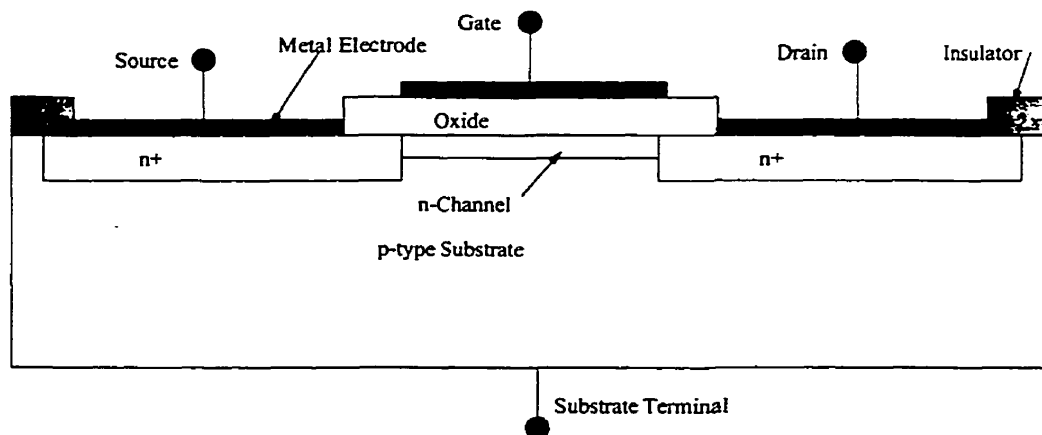 Gate
Metal Electrode
Source
Drain
Insulator
Oxide
n+
n+
n-Channel
p-type Substrate
Substrate Terminal